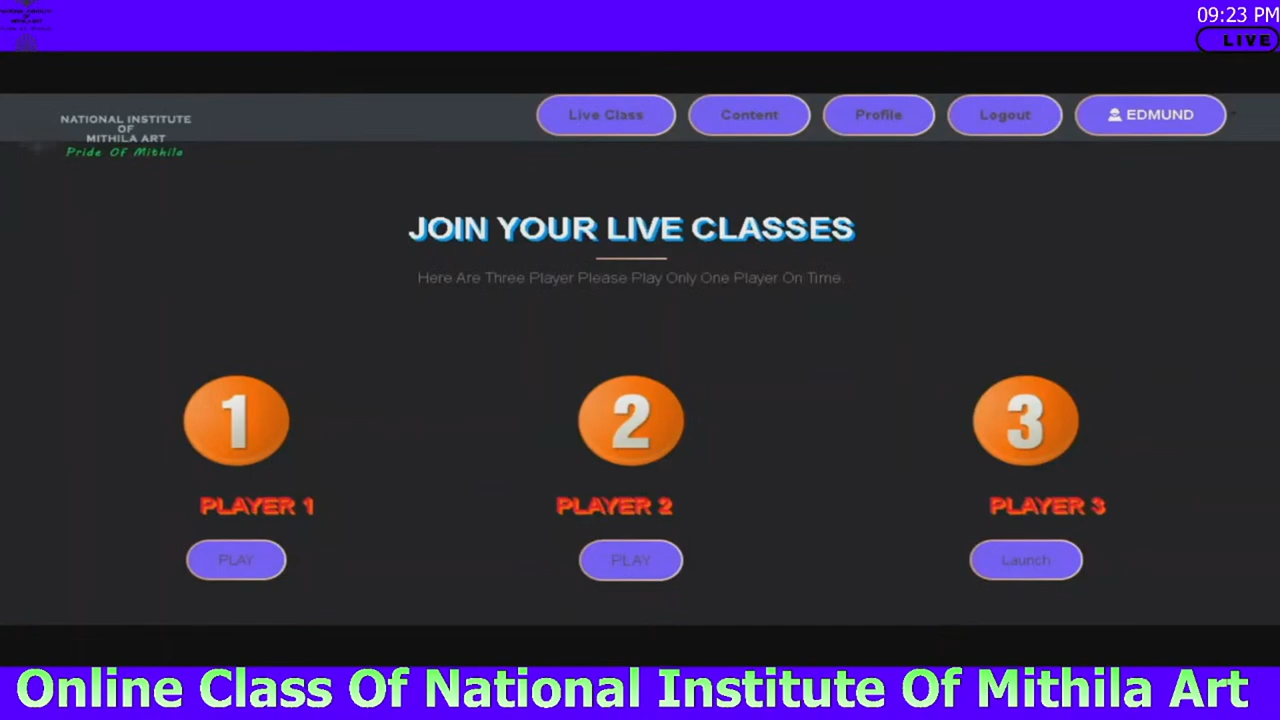 09:23 PM
LIVE
NATIONAL INSTITUTE
OF
MITHILA ART
Pride Of Mithila
Live Class
Content
Profile
Logout
EDMUND
JOIN YOUR LIVE CLASSES
Here Are Three Player Please Play Only One Player On Time.
1
2
3
PLAYER 1
PLAYER 2
PLAYER 3
PLAY
PLAY
Launch
Online Class Of National Institute Of Mithila Art